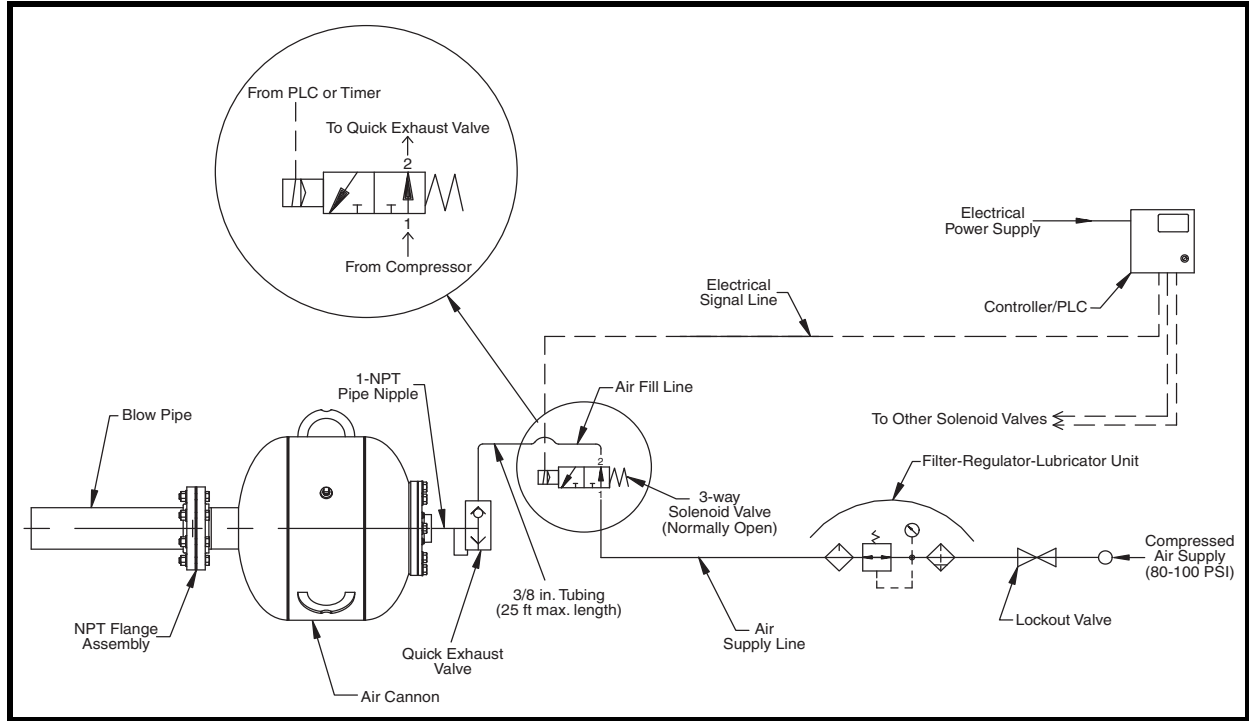 From PLC or Timer
To Quick Exhaust Valve
2
1
From Compressor
Electrical
Power Supply
Controller/PLC
Electrical
Signal Line
1-NPT
Pipe Nipple
Air Fill Line
Blow Pipe
To Other Solenoid Valves
Filter-Regulator-Lubricator Unit
2
1
3-way
Solenoid Valve
(Normally Open)
Compressed
Air Supply
(80-100 PSI)
3/8 in. Tubing
(25 ft max. length)
Lockout Valve
NPT Flange
Assembly
Air
Supply Line
Quick Exhaust
Valve
Air Cannon